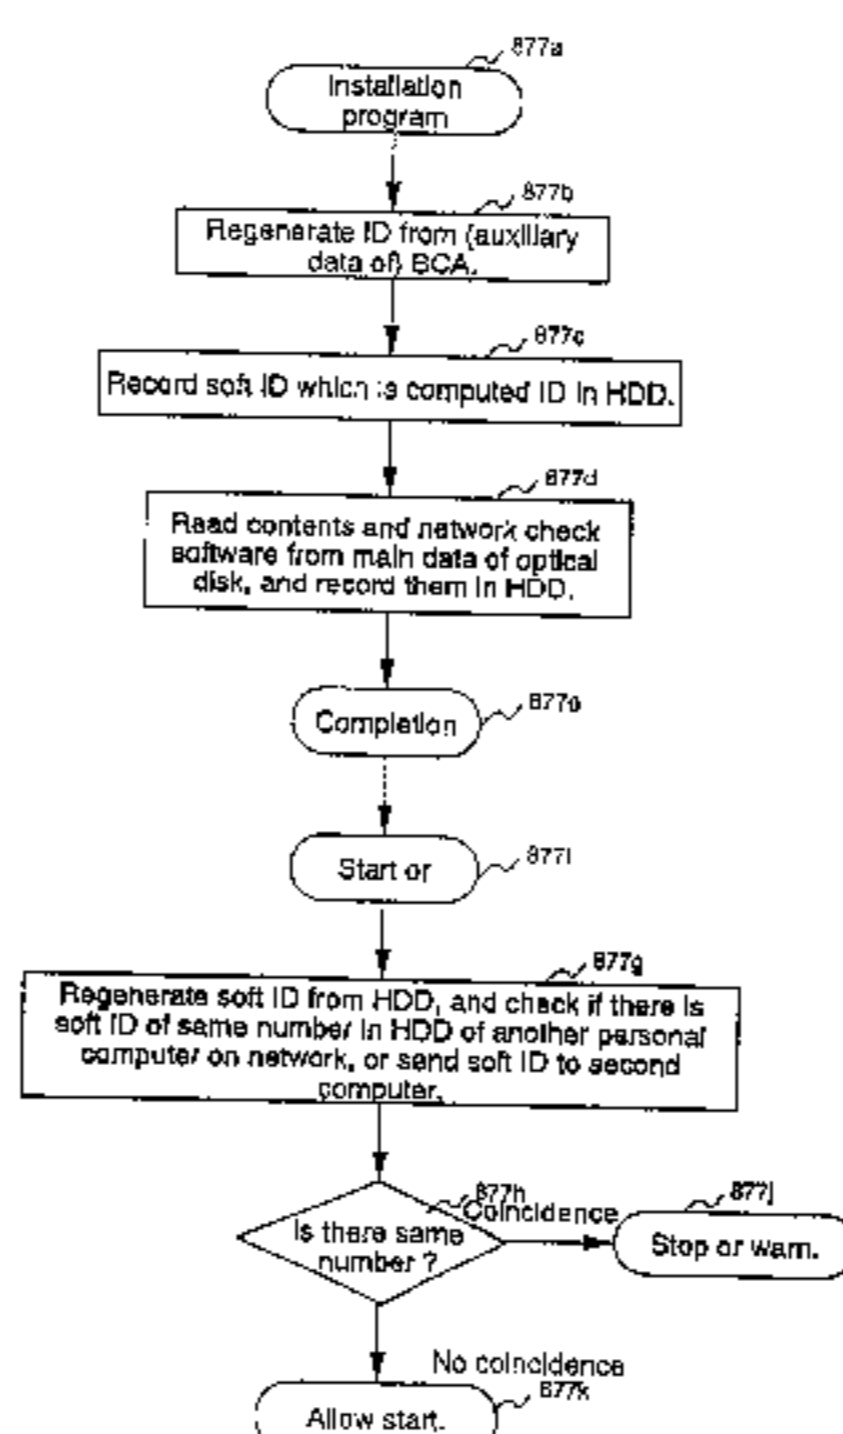 877a
Installation
program
877b
Regenerate ID from (auxiliary
data of) BCA.
877c
Record soft ID which is computed ID in HDD.
877d
Read contents and network check
software from main data of optical
disk, and record them in HDD.
Completion
877e
Start or
877f
877g
Regenerate soft ID from HDD, and check if there is
soft ID of same number in HDD of another personal
computer on network, or send soft ID to second
computer.
877h
Coincidence
877j
Is there same
number ?
Stop or warn.
No coincidence
877k
Allow start.